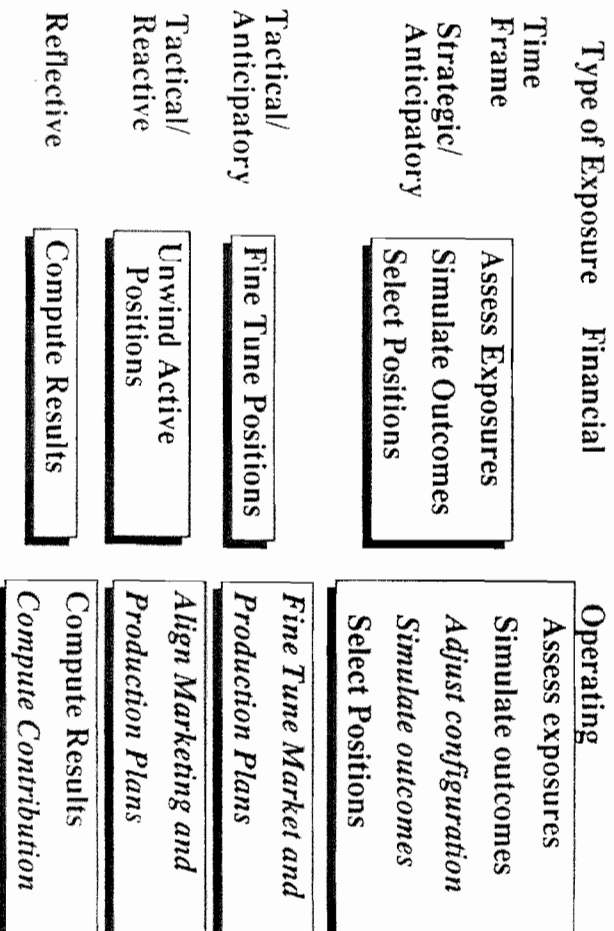 Type of Exposure Financial Operating
Time
Frame
Strategic/
Anticipatory
Assess Exposures
Simulate Outcomes
Select Positions
Assess exposures
Simulate outcomes
Adjust configuration
Simulate outcomes
Select Positions
Tactical/
Anticipatory
Fine Tune Positions
Fine Tune Market and
Production Plans
Tactical/
Reactive
Unwind Active
Positions
Align Marketing and
Production Plans
Reflective
Compute Results
Compute Results
Compute Contribution